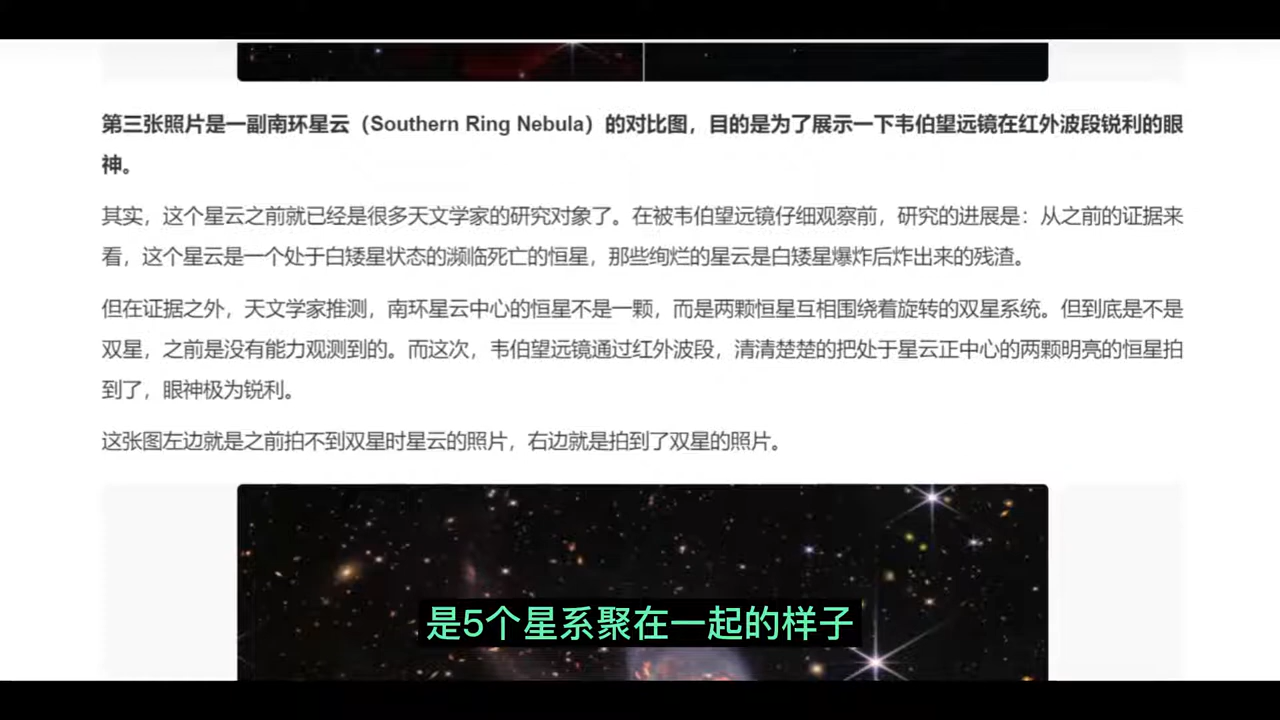 第三张照片是一副南环星云（Southern Ring Nebula）的对比图，目的是为了展示一下韦伯望远镜在红外波段锐利的眼
神。
其实，这个星云之前就已经是很多天文学家的研究对象了。在被韦伯望远镜仔细观察前，研究的进展是：从之前的证据来
看，这个星云是一个处于白矮星状态的濒临死亡的恒星，那些绚烂的星云是白矮星爆炸后炸出来的残渣。
但在证据之外，天文学家推测，南环星云中心的恒星不是一颗，而是两颗恒星互相围绕着旋转的双星系统。但到底是不是
双星，之前是没有能力观测到的。而这次，韦伯望远镜通过红外波段，清清楚楚的把处于星云正中心的两颗明亮的恒星拍
到了，眼神极为锐利。
这张图左边就是之前拍不到双星时星云的照片，右边就是拍到了双星的照片。
是5个星系聚在一起的样子